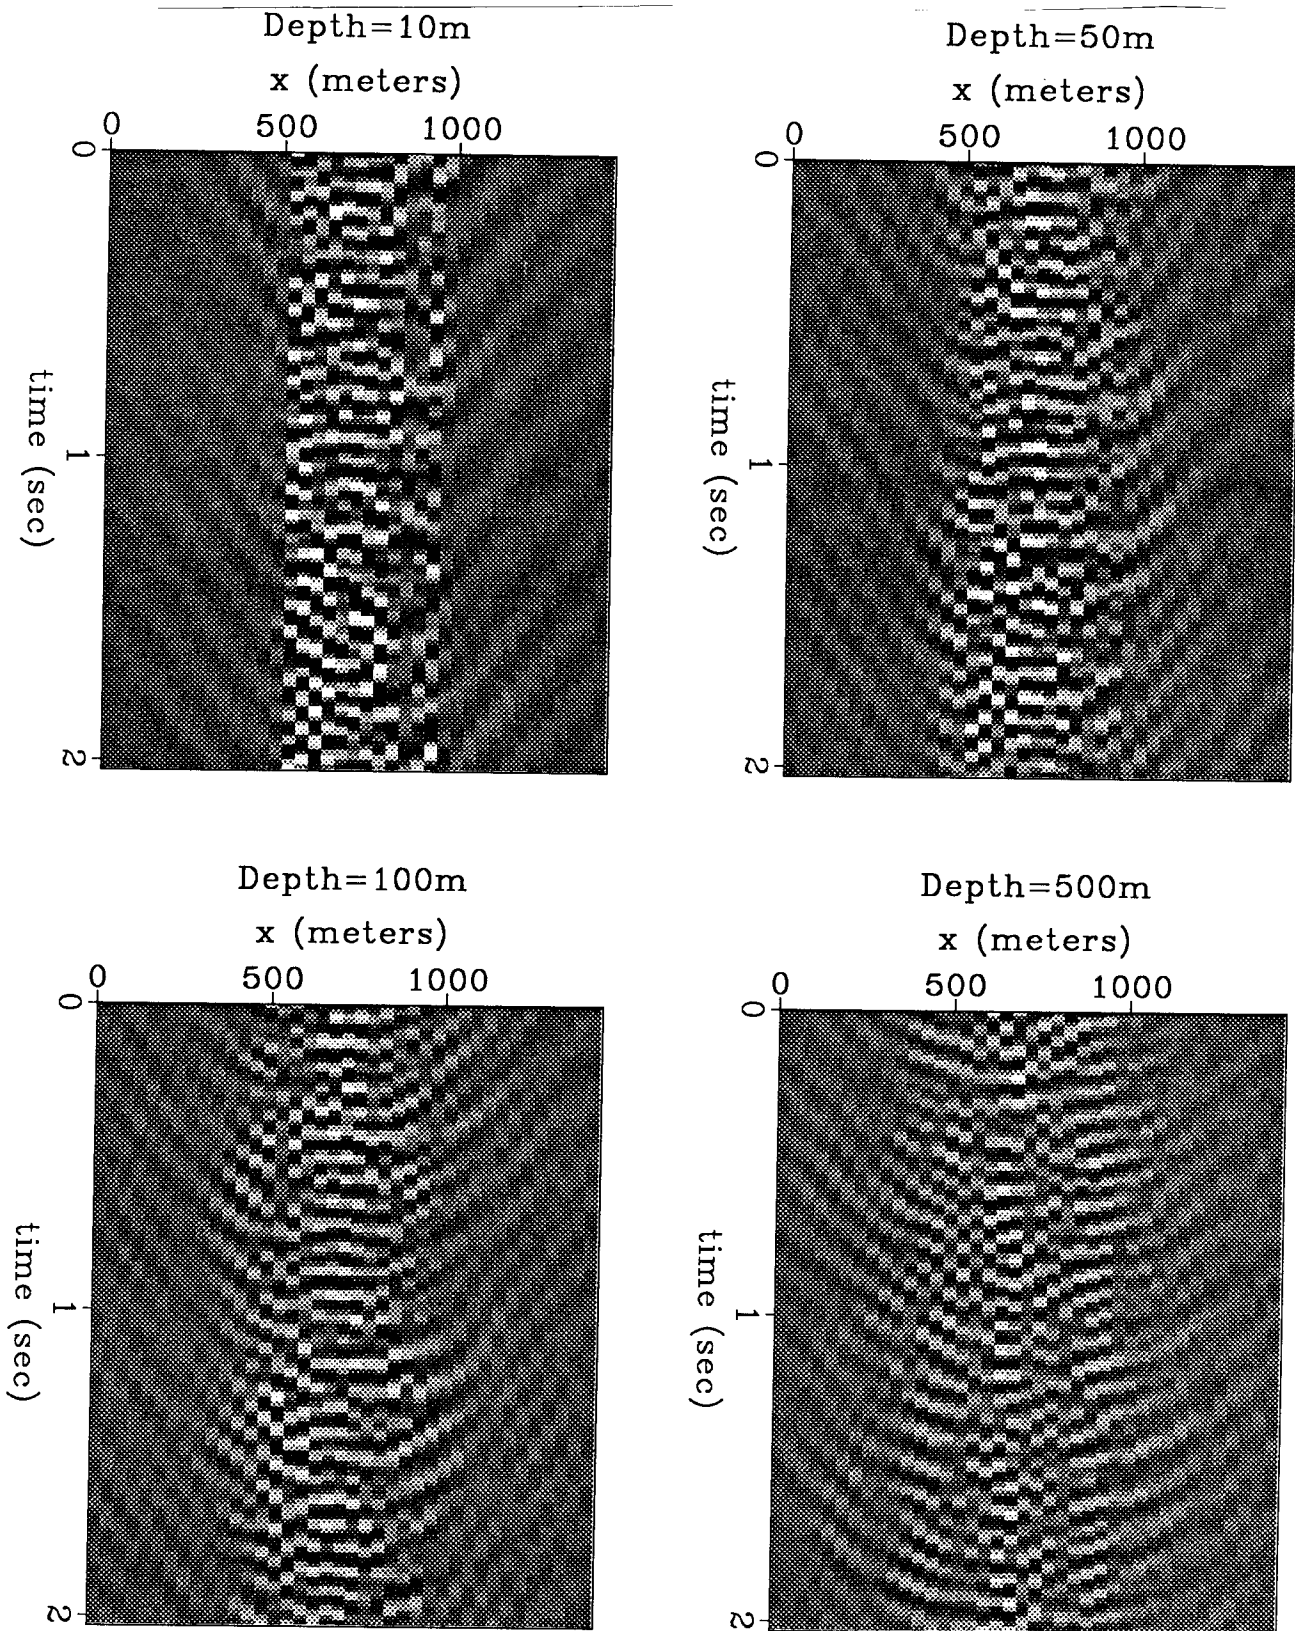 Depth=10m
x (meters)
0 500 1000
0
1
2
time (sec)
Depth=50m
x (meters)
0 500 1000
0
1
2
time (sec)
Depth=100m
x (meters)
0 500 1000
0
1
2
time (sec)
Depth=500m
x (meters)
0 500 1000
0
1
2
time (sec)